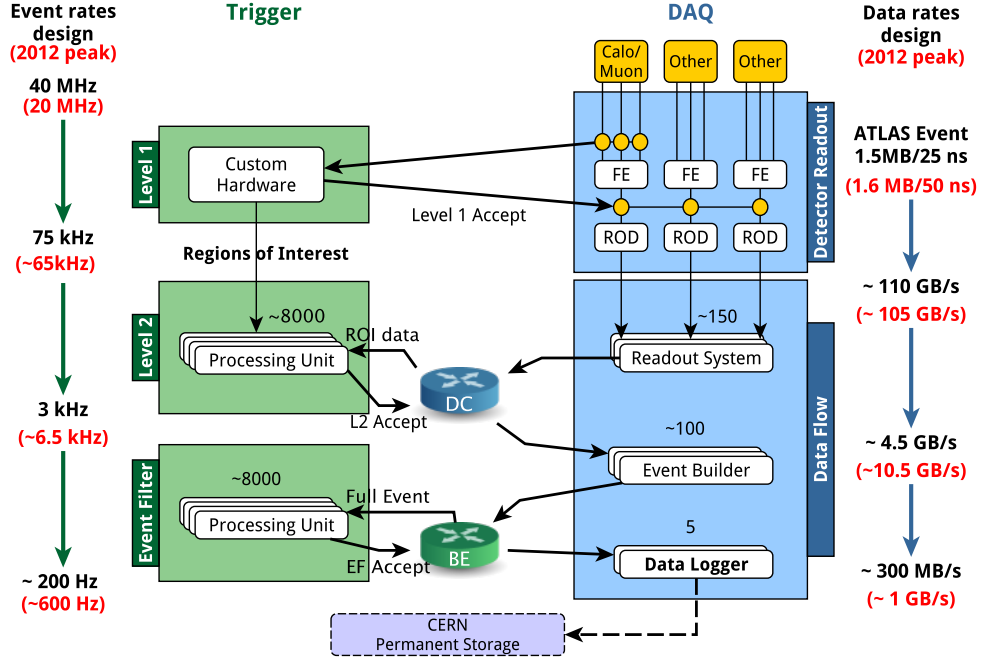 Event rates
design
(2012 peak)
40 MHz
(20 MHz)
75 kHz
(~65kHz)
3 kHz
(~6.5 kHz)
~ 200 Hz
(~600 Hz)
Trigger
Level 1
Custom
Hardware
Level 1 Accept
Regions of Interest
Level 2
~8000
Processing Unit
ROI data
L2 Accept
DC
Event Filter
~8000
Processing Unit
Full Event
EF Accept
BE
DAQ
Calo/
Muon
Other
Other
FE
FE
FE
ROD
ROD
ROD
Detector Readout
~150
Readout System
~100
Event Builder
5
Data Logger
Data Flow
CERN
Permanent Storage
Data rates
design
(2012 peak)
ATLAS Event
1.5MB/25 ns
(1.6 MB/50 ns)
~ 110 GB/s
(~ 105 GB/s)
~ 4.5 GB/s
(~10.5 GB/s)
~ 300 MB/s
(~ 1 GB/s)